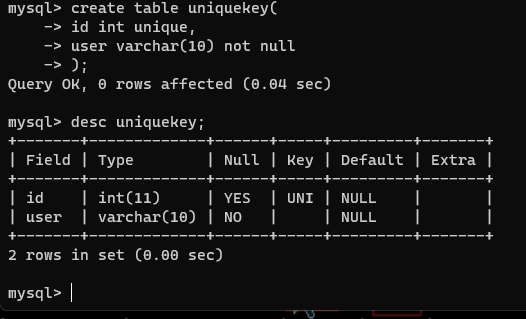 mysql> create table uniquekey(
    -> id int unique,
    -> user varchar(10) not null
    -> );
Query OK, 0 rows affected (0.04 sec)

mysql> desc uniquekey;
+-------+-------------+------+-----+---------+-------+
| Field | Type        | Null | Key | Default | Extra |
+-------+-------------+------+-----+---------+-------+
| id    | int(11)     | YES  | UNI | NULL    |       |
| user  | varchar(10) | NO   |     | NULL    |       |
+-------+-------------+------+-----+---------+-------+
2 rows in set (0.00 sec)

mysql>